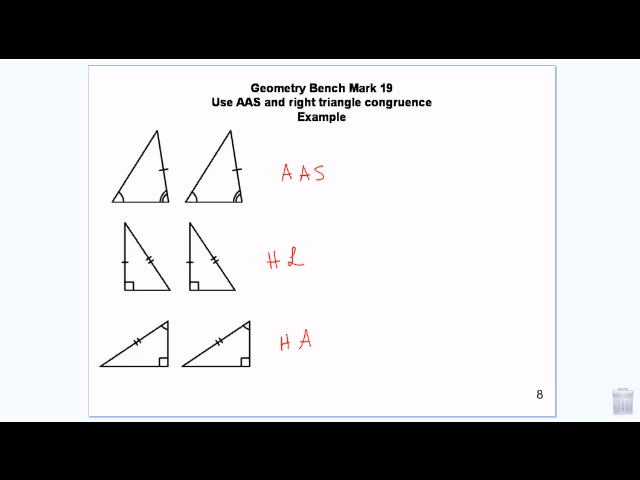 Geometry Bench Mark 19
Use AAS and right triangle congruence
Example
AAS
HL
HA
8